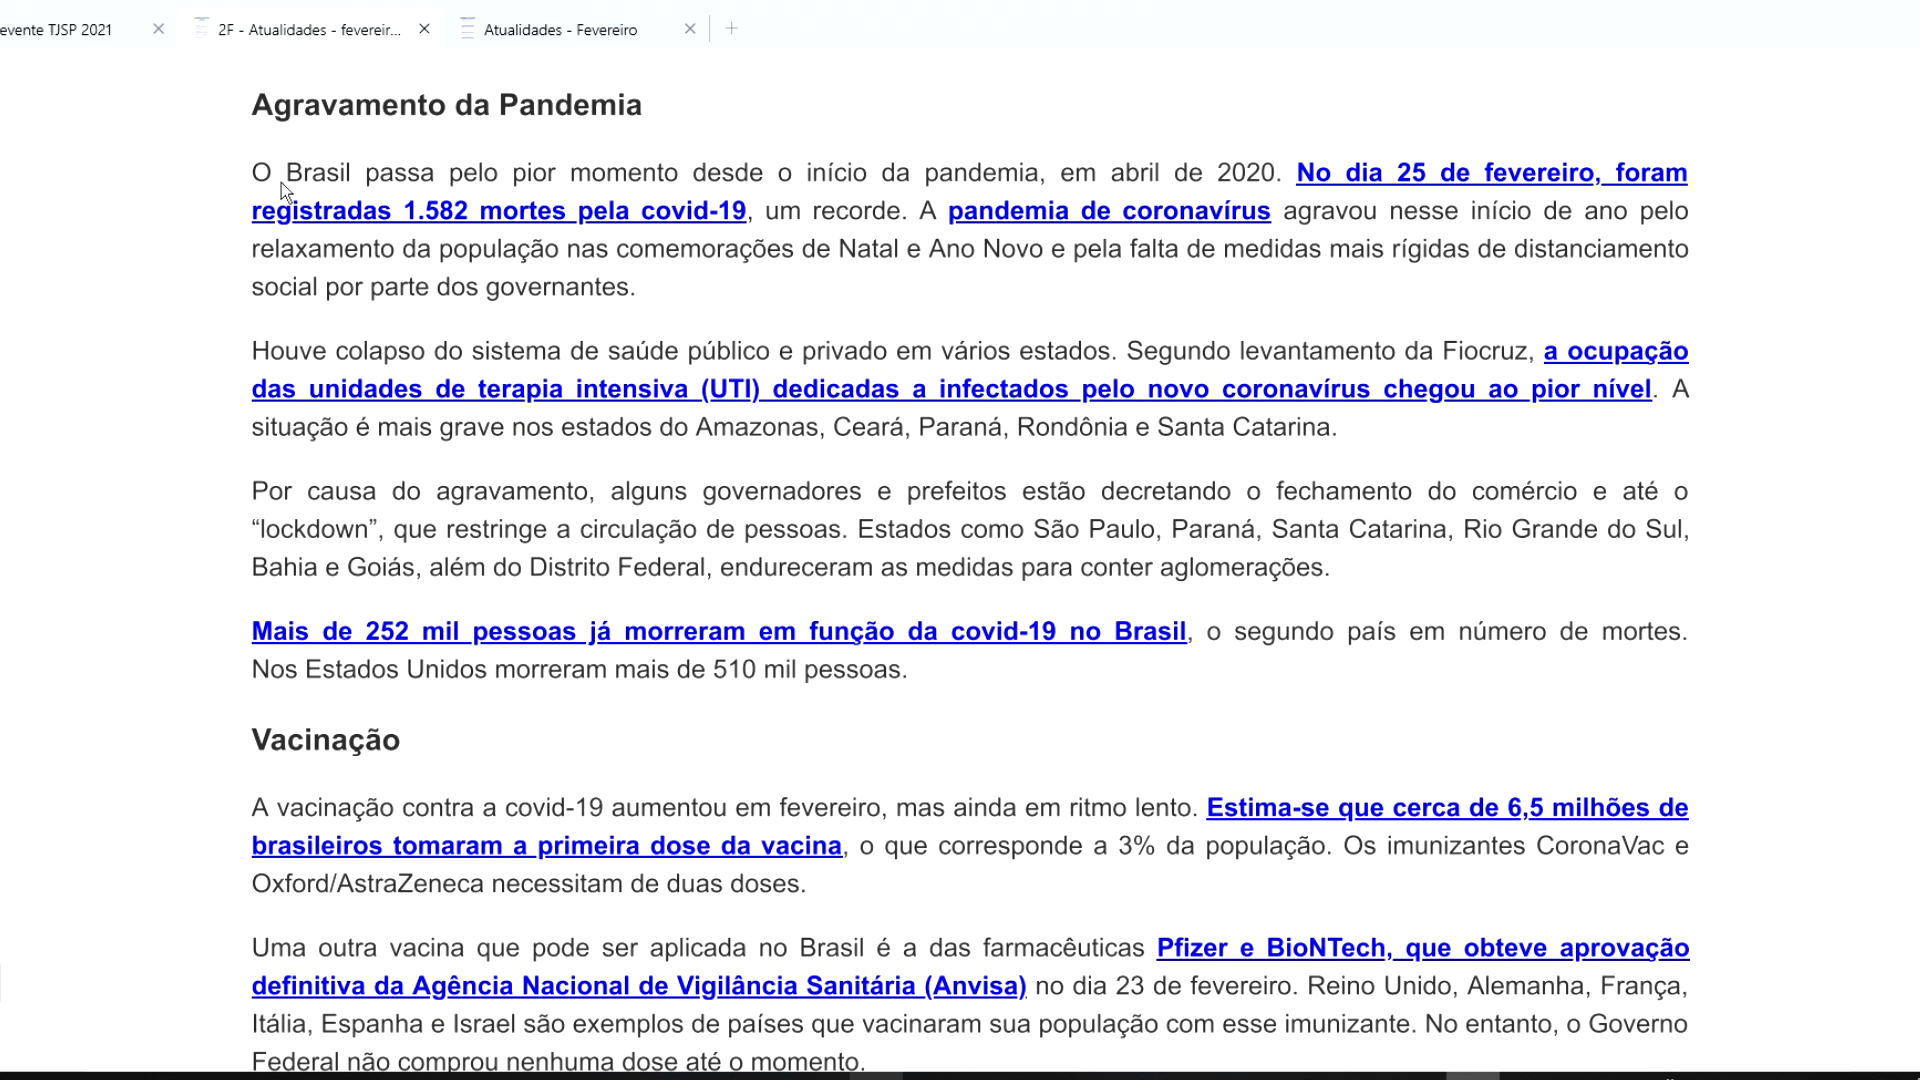 evente TJSP 2021
2F - Atualidades - fevereir...
Atualidades - Fevereiro
Agravamento da Pandemia
O Brasil passa pelo pior momento desde o início da pandemia, em abril de 2020. No dia 25 de fevereiro, foram
registradas 1.582 mortes pela covid-19, um recorde. A pandemia de coronavírus agravou nesse início de ano pelo
relaxamento da população nas comemorações de Natal e Ano Novo e pela falta de medidas mais rígidas de distanciamento
social por parte dos governantes.
Houve colapso do sistema de saúde público e privado em vários estados. Segundo levantamento da Fiocruz, a ocupação
das unidades de terapia intensiva (UTI) dedicadas a infectados pelo novo coronavírus chegou ao pior nível. A
situação é mais grave nos estados do Amazonas, Ceará, Paraná, Rondônia e Santa Catarina.
Por causa do agravamento, alguns governadores e prefeitos estão decretando o fechamento do comércio e até o
“lockdown”, que restringe a circulação de pessoas. Estados como São Paulo, Paraná, Santa Catarina, Rio Grande do Sul,
Bahia e Goiás, além do Distrito Federal, endureceram as medidas para conter aglomerações.
Mais de 252 mil pessoas já morreram em função da covid-19 no Brasil, o segundo país em número de mortes.
Nos Estados Unidos morreram mais de 510 mil pessoas.
Vacinação
A vacinação contra a covid-19 aumentou em fevereiro, mas ainda em ritmo lento. Estima-se que cerca de 6,5 milhões de
brasileiros tomaram a primeira dose da vacina, o que corresponde a 3% da população. Os imunizantes CoronaVac e
Oxford/AstraZeneca necessitam de duas doses.
Uma outra vacina que pode ser aplicada no Brasil é a das farmacêuticas Pfizer e BioNTech, que obteve aprovação
definitiva da Agência Nacional de Vigilância Sanitária (Anvisa) no dia 23 de fevereiro. Reino Unido, Alemanha, França,
Itália, Espanha e Israel são exemplos de países que vacinaram sua população com esse imunizante. No entanto, o Governo
Federal não comprou nenhuma dose até o momento.